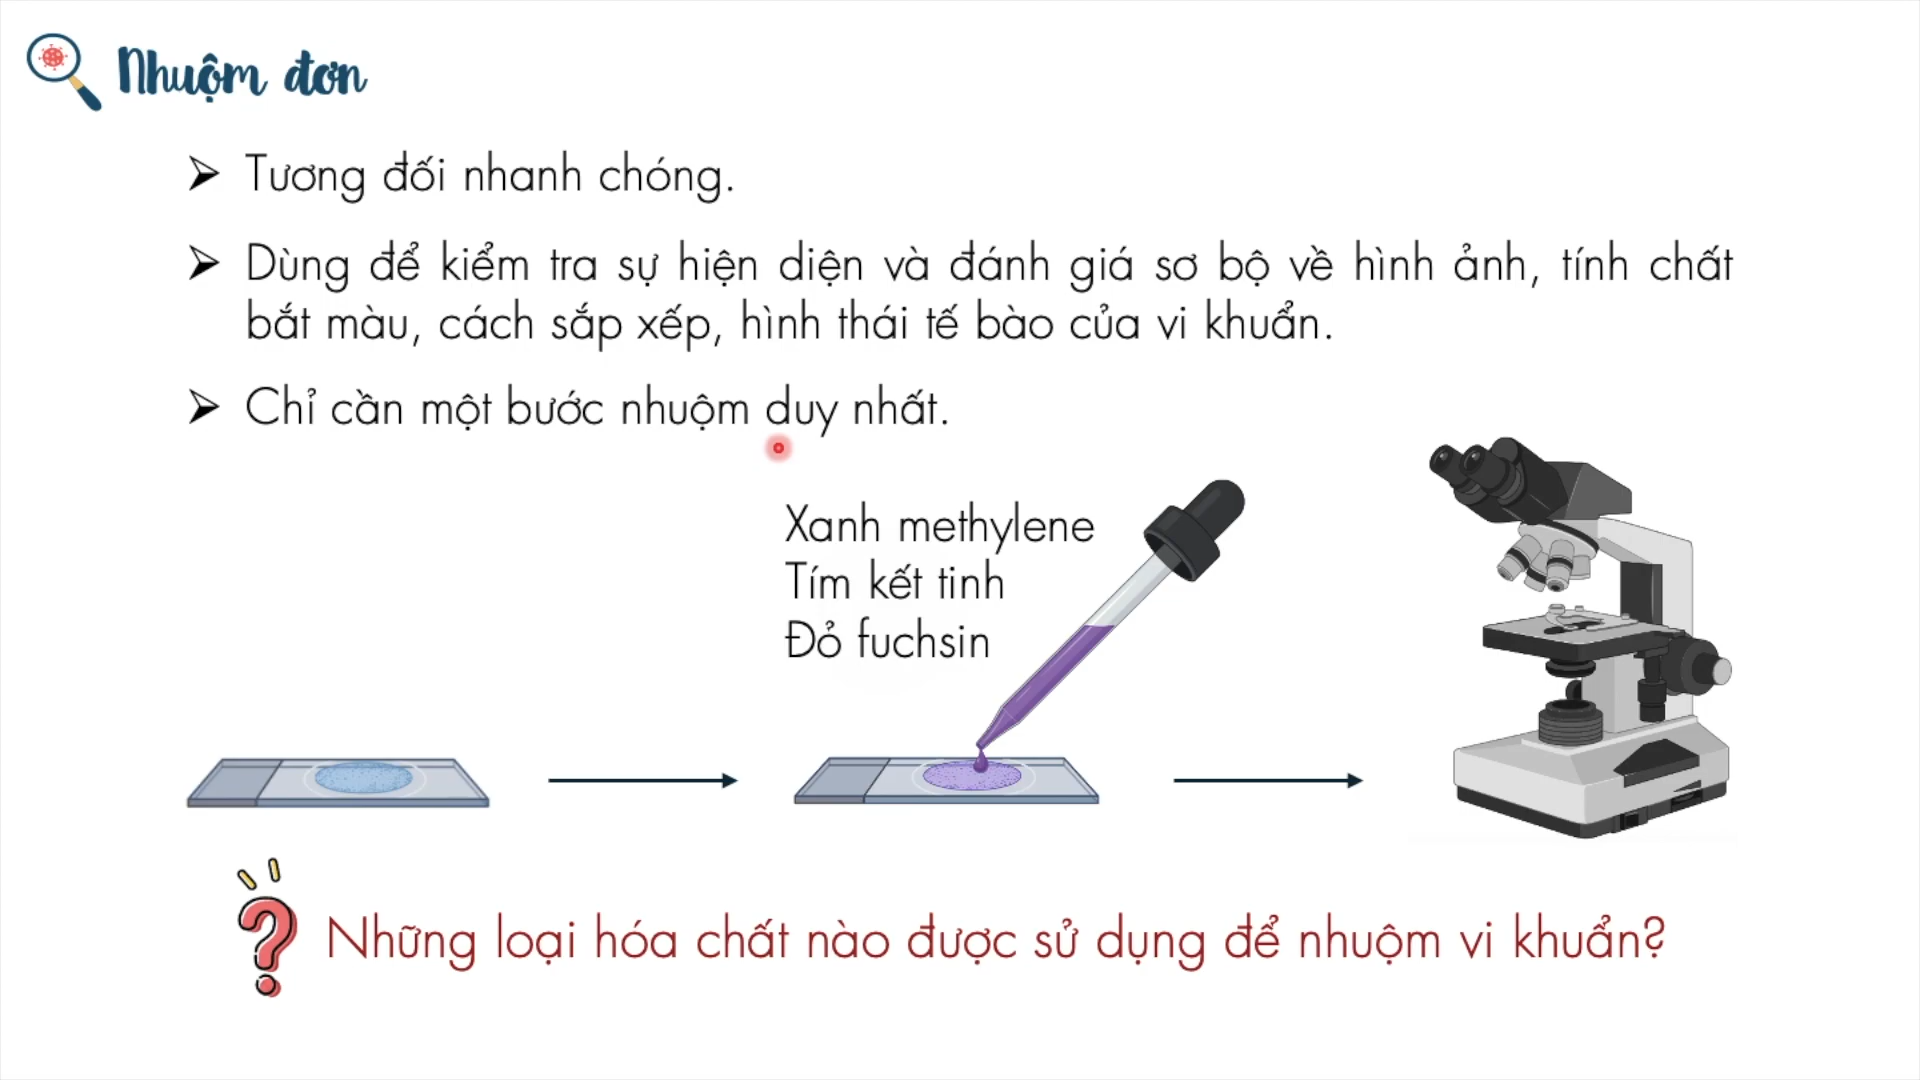 Nhuộm đơn
Tương đối nhanh chóng.
Dùng để kiểm tra sự hiện diện và đánh giá sơ bộ về hình ảnh, tính chất
bắt màu, cách sắp xếp, hình thái tế bào của vi khuẩn.
Chỉ cần một bước nhuộm duy nhất.
Xanh methylene
Tím kết tinh
Đỏ fuchsin
Những loại hóa chất nào được sử dụng để nhuộm vi khuẩn?